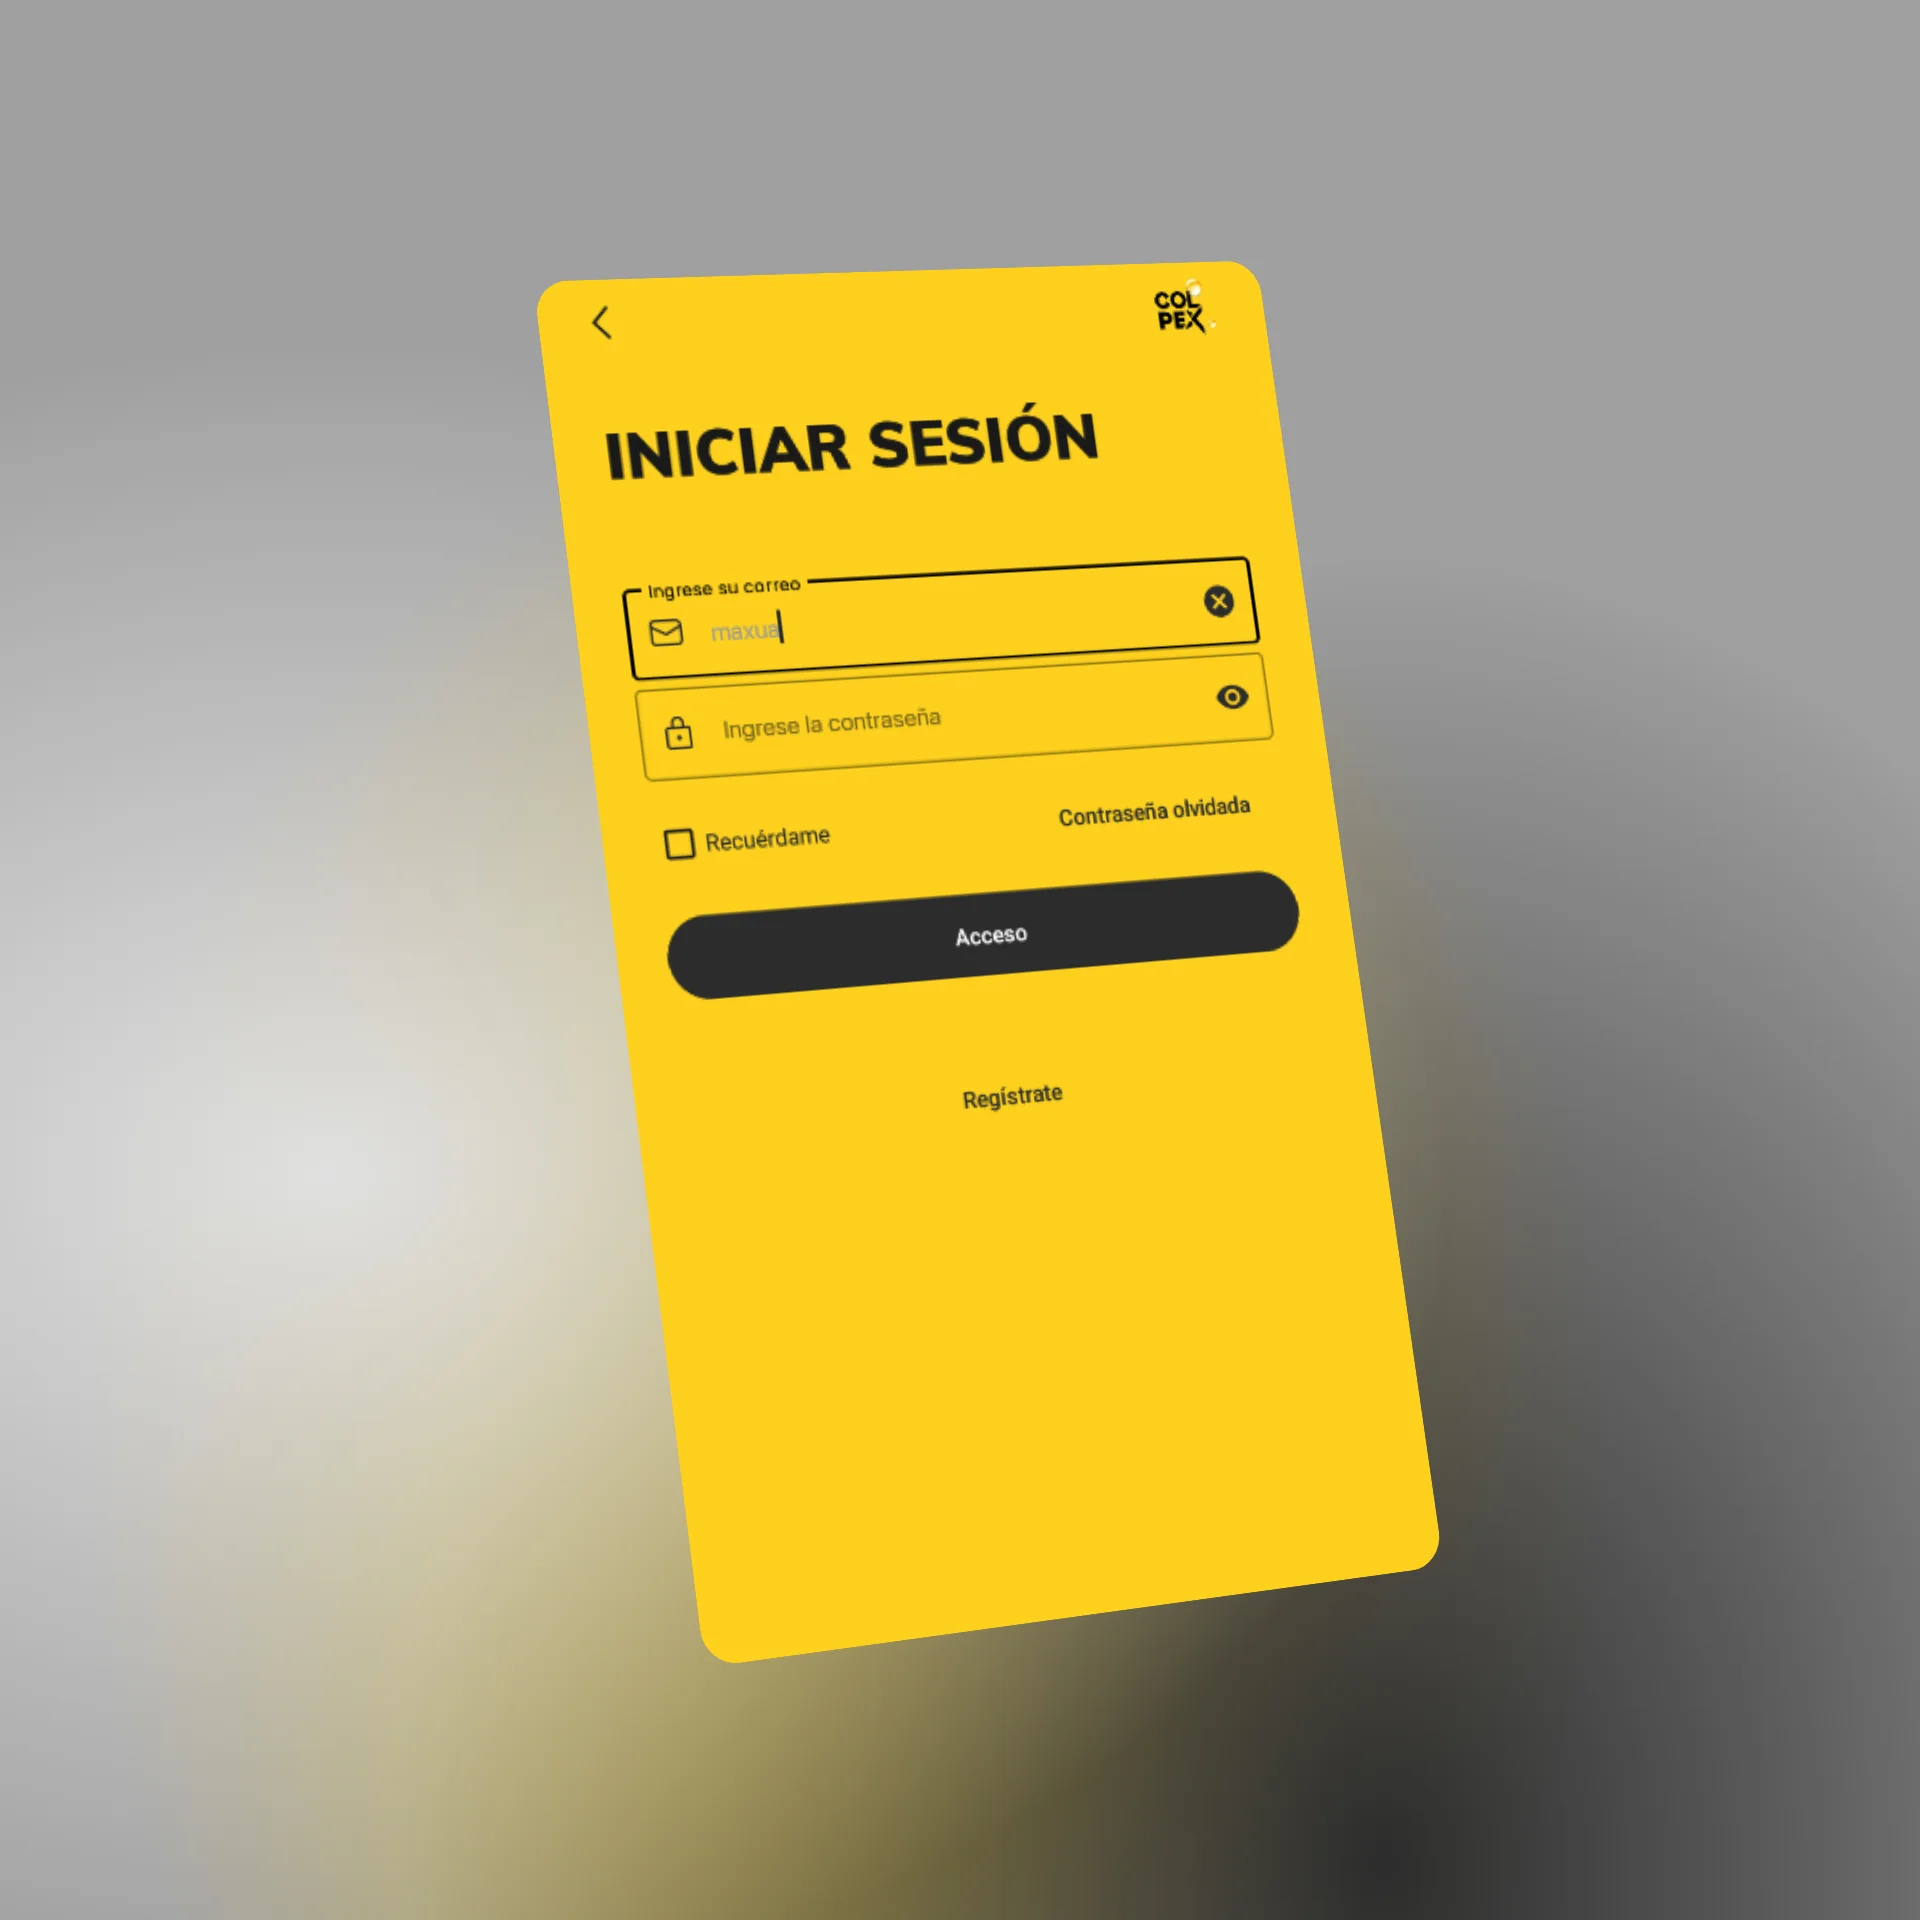 COL
PEX
INICIAR SESIÓN
Ingrese su correo
maxua
Ingrese la contraseña
Recuérdame
Contraseña olvidada
Acceso
Regístrate